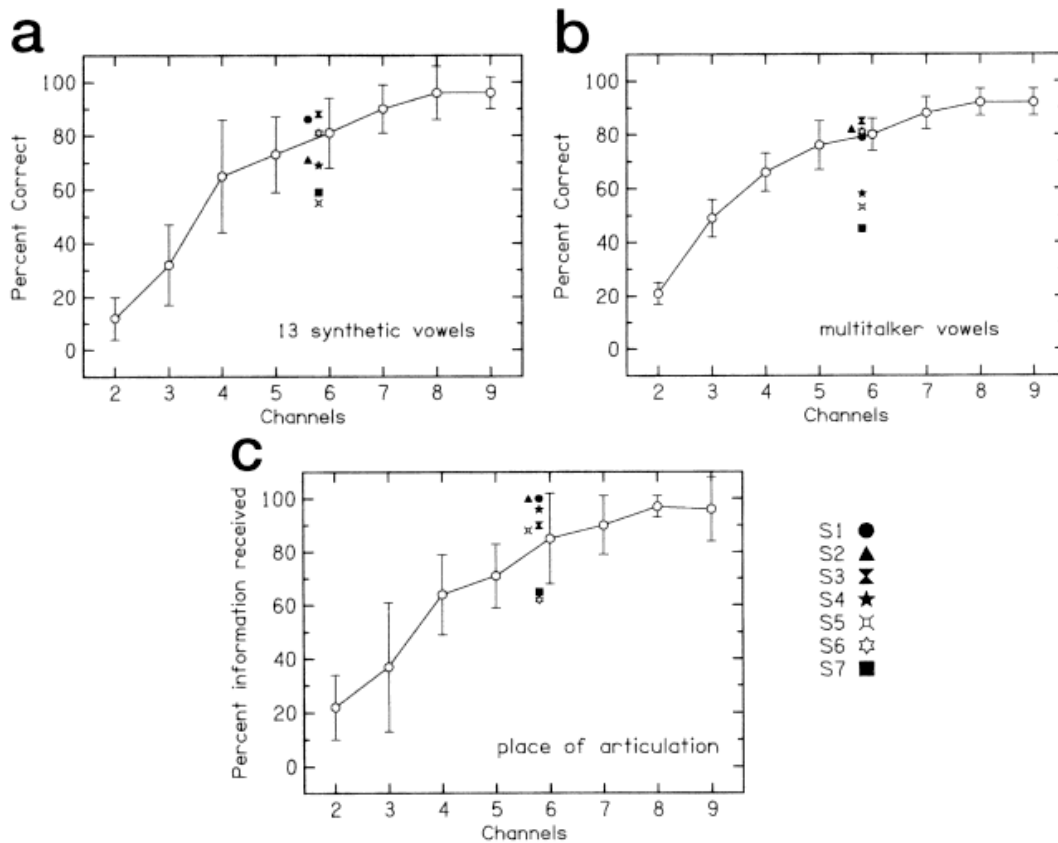 a
Percent Correct
100
80
60
40
20
0
13 synthetic vowels
2 3 4 5 6 7 8 9
Channels
b
Percent Correct
100
80
60
40
20
0
multitalker vowels
2 3 4 5 6 7 8 9
Channels
c
Percent information received
100
80
60
40
20
0
place of articulation
2 3 4 5 6 7 8 9
Channels
S1
S2
S3
S4
S5
S6
S7